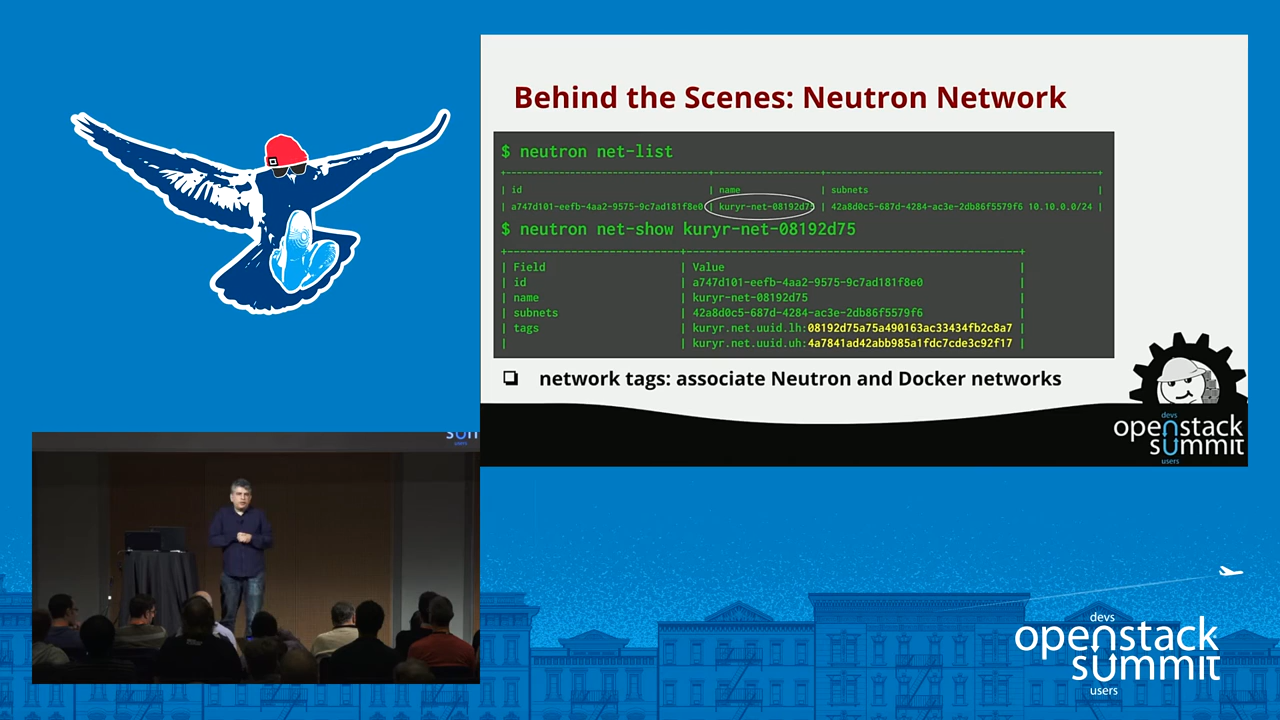 Behind the Scenes: Neutron Network
$ neutron net-list
| id | name | subnets |
| a747d101-eefb-4aa2-9575-9c7ad181f8e0 | kuryr-net-08192d75 | 42a8d0c5-687d-4284-ac3e-2db86f5579f6 10.10.0.0/24 |
$ neutron net-show kuryr-net-08192d75
| Field | Value |
| id | a747d101-eefb-4aa2-9575-9c7ad181f8e0 |
| name | kuryr-net-08192d75 |
| subnets | 42a8d0c5-687d-4284-ac3e-2db86f5579f6 |
| tags | kuryr.net.uuid.lh:08192d75a75a490163ac33434fb2c8a7 |
| | kuryr.net.uuid.uh:4a7841ad42abb985a1fdc7cde3c92f17 |
network tags: associate Neutron and Docker networks
devs
openstack
summit
users
devs
openstack
summit
users